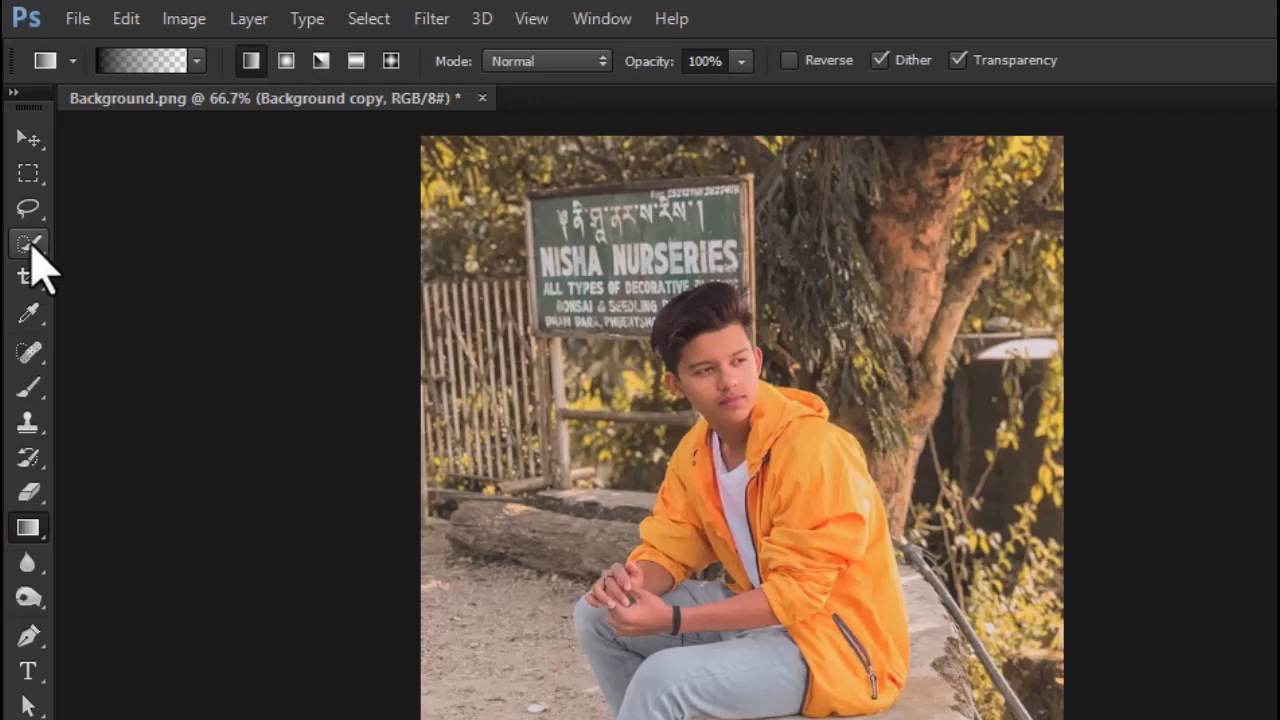 Ps File Edit Image Layer Type Select Filter 3D View Window Help
Mode: Normal Opacity: 100% Reverse Dither Transparency
Background.png @ 66.7% (Background copy, RGB/8#) * ×
NISHA NURSERIES
ALL TYPES OF DECORATIVE
BONSAI & SEEDLING
T